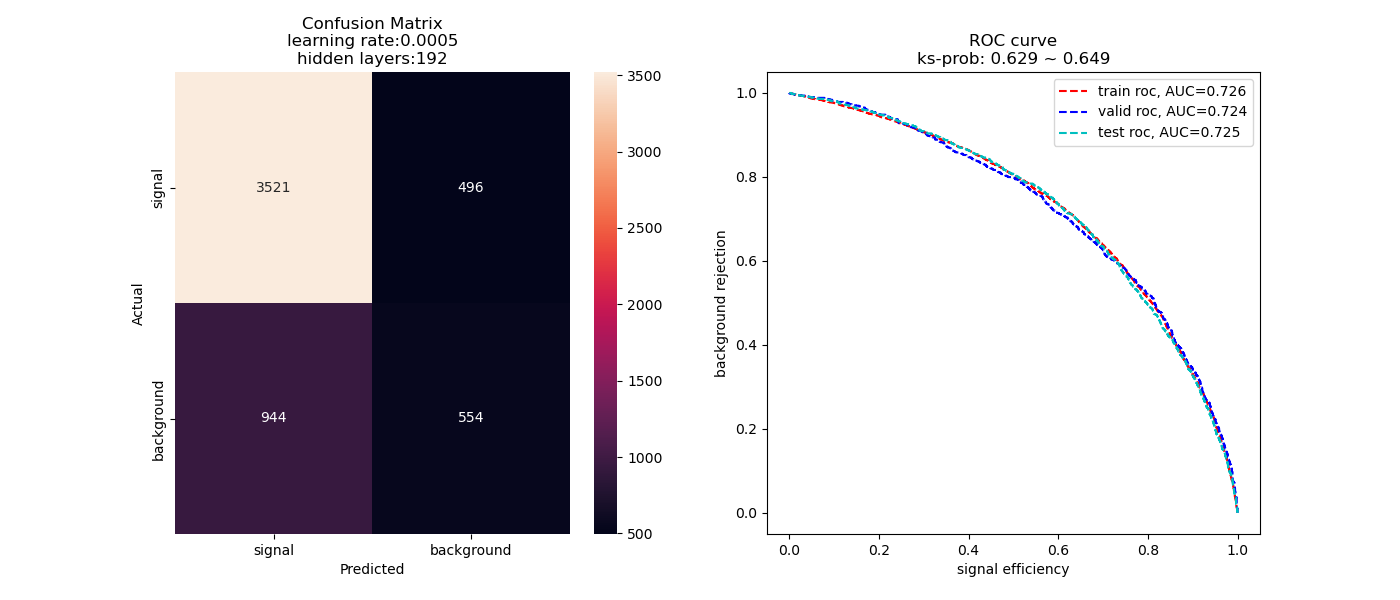 Confusion Matrix
learning rate:0.0005
hidden layers:192
signal
background
Actual
3521
496
944
554
signal
background
Predicted
3500
3000
2500
2000
1500
1000
500
ROC curve
ks-prob: 0.629 ~ 0.649
train roc, AUC=0.726
valid roc, AUC=0.724
test roc, AUC=0.725
background rejection
1.0
0.8
0.6
0.4
0.2
0.0
0.0
0.2
0.4
0.6
0.8
1.0
signal efficiency